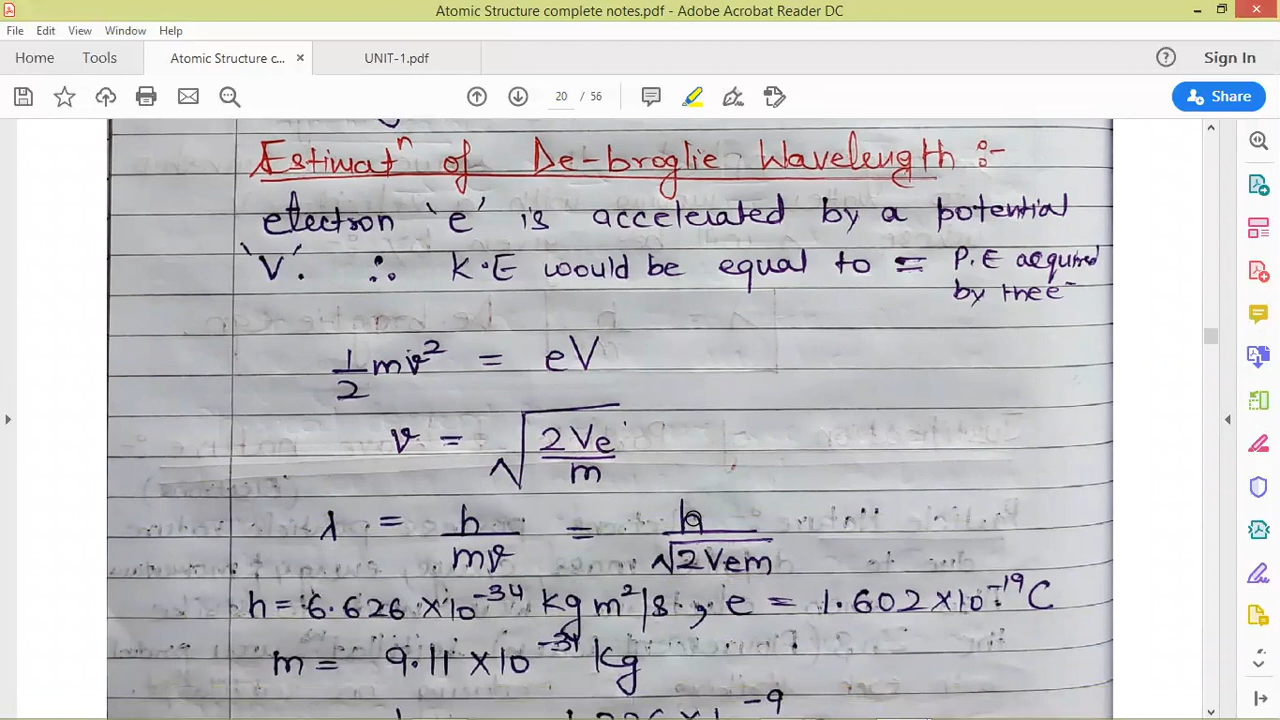 Atomic Structure complete notes.pdf - Adobe Acrobat Reader DC
File Edit View Window Help
Home Tools Atomic Structure c... × UNIT-1.pdf ? Sign In
20 / 56 Share
Estimatⁿ of De-broglie Wavelength :-
electron 'e' is accelerated by a potential
'V'. ∴ K.E would be equal to = P.E acquired
by the e⁻
1/2 mv² = eV
v = √(2Ve/m)
λ = h/mv = h/√2Vem
h = 6.626 × 10⁻³⁴ kg m²/s, e = 1.602 × 10⁻¹⁹ C
m = 9.11 × 10⁻³¹ kg